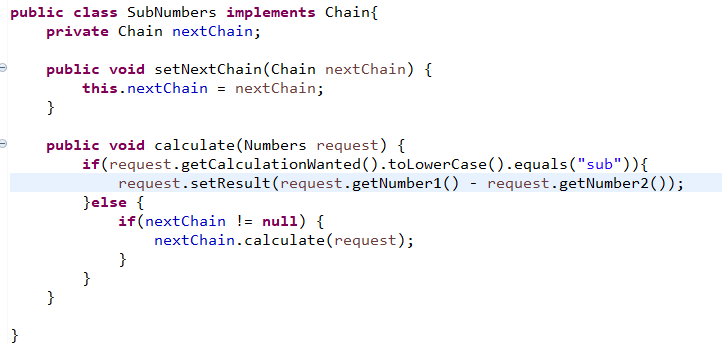 public class SubNumbers implements Chain{
    private Chain nextChain;

    public void setNextChain(Chain nextChain) {
        this.nextChain = nextChain;
    }

    public void calculate(Numbers request) {
        if(request.getCalculationWanted().toLowerCase().equals("sub")){
            request.setResult(request.getNumber1() - request.getNumber2());
        }else {
            if(nextChain != null) {
                nextChain.calculate(request);
            }
        }
    }

}